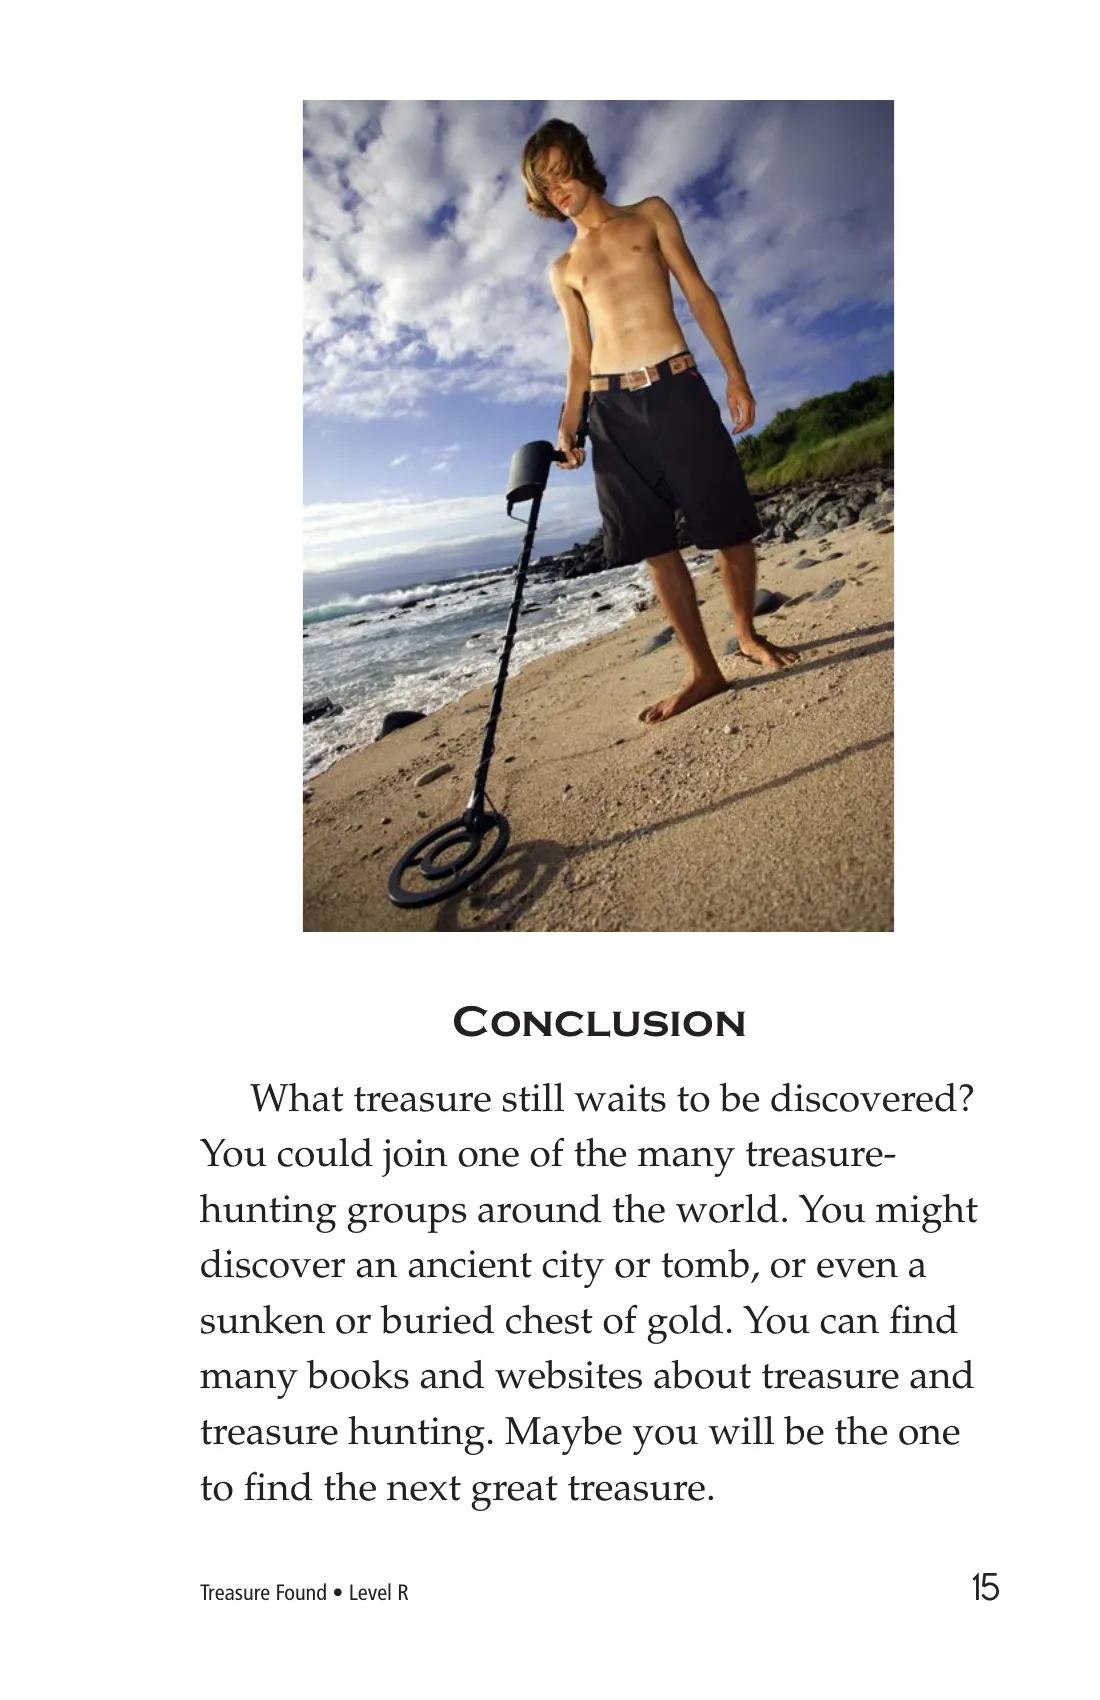 Conclusion
What treasure still waits to be discovered?
You could join one of the many treasure-
hunting groups around the world. You might
discover an ancient city or tomb, or even a
sunken or buried chest of gold. You can find
many books and websites about treasure and
treasure hunting. Maybe you will be the one
to find the next great treasure.
Treasure Found • Level R
15